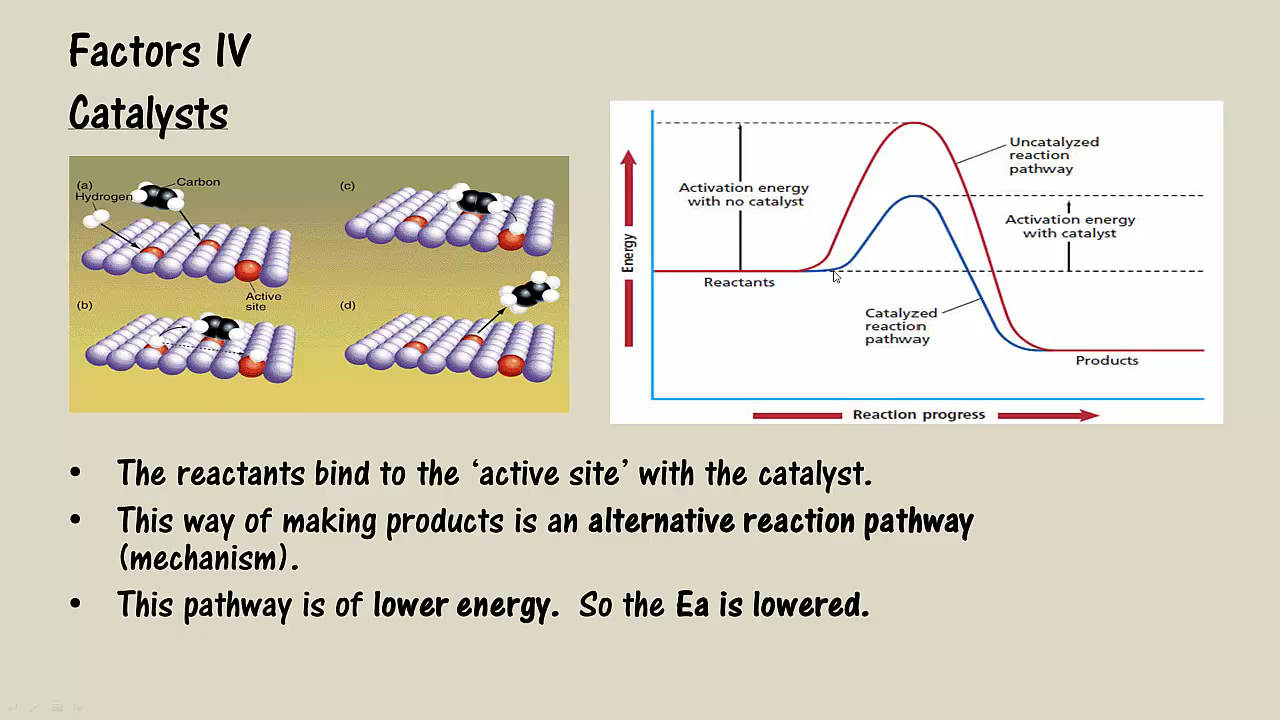 Factors IV
Catalysts
(a)
Hydrogen
Carbon
Active
site
(b)
(c)
(d)
Energy
Activation energy
with no catalyst
Reactants
Uncatalyzed
reaction
pathway
Activation energy
with catalyst
Catalyzed
reaction
pathway
Products
Reaction progress
• The reactants bind to the ‘active site’ with the catalyst.
• This way of making products is an alternative reaction pathway
(mechanism).
• This pathway is of lower energy. So the Ea is lowered.